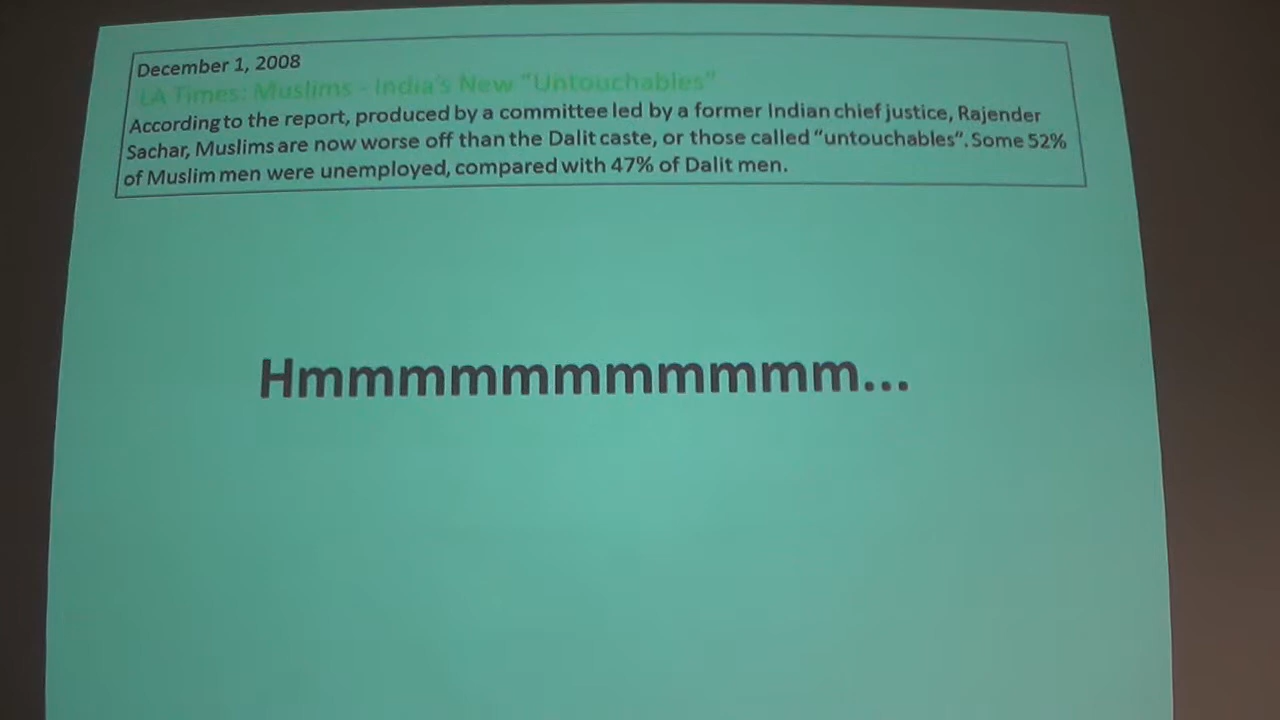 December 1, 2008
LA Times: Muslims - India's New "Untouchables"
According to the report, produced by a committee led by a former Indian chief justice, Rajender
Sachar, Muslims are now worse off than the Dalit caste, or those called "untouchables". Some 52%
of Muslim men were unemployed, compared with 47% of Dalit men.
Hmmmmmmmmmmm...